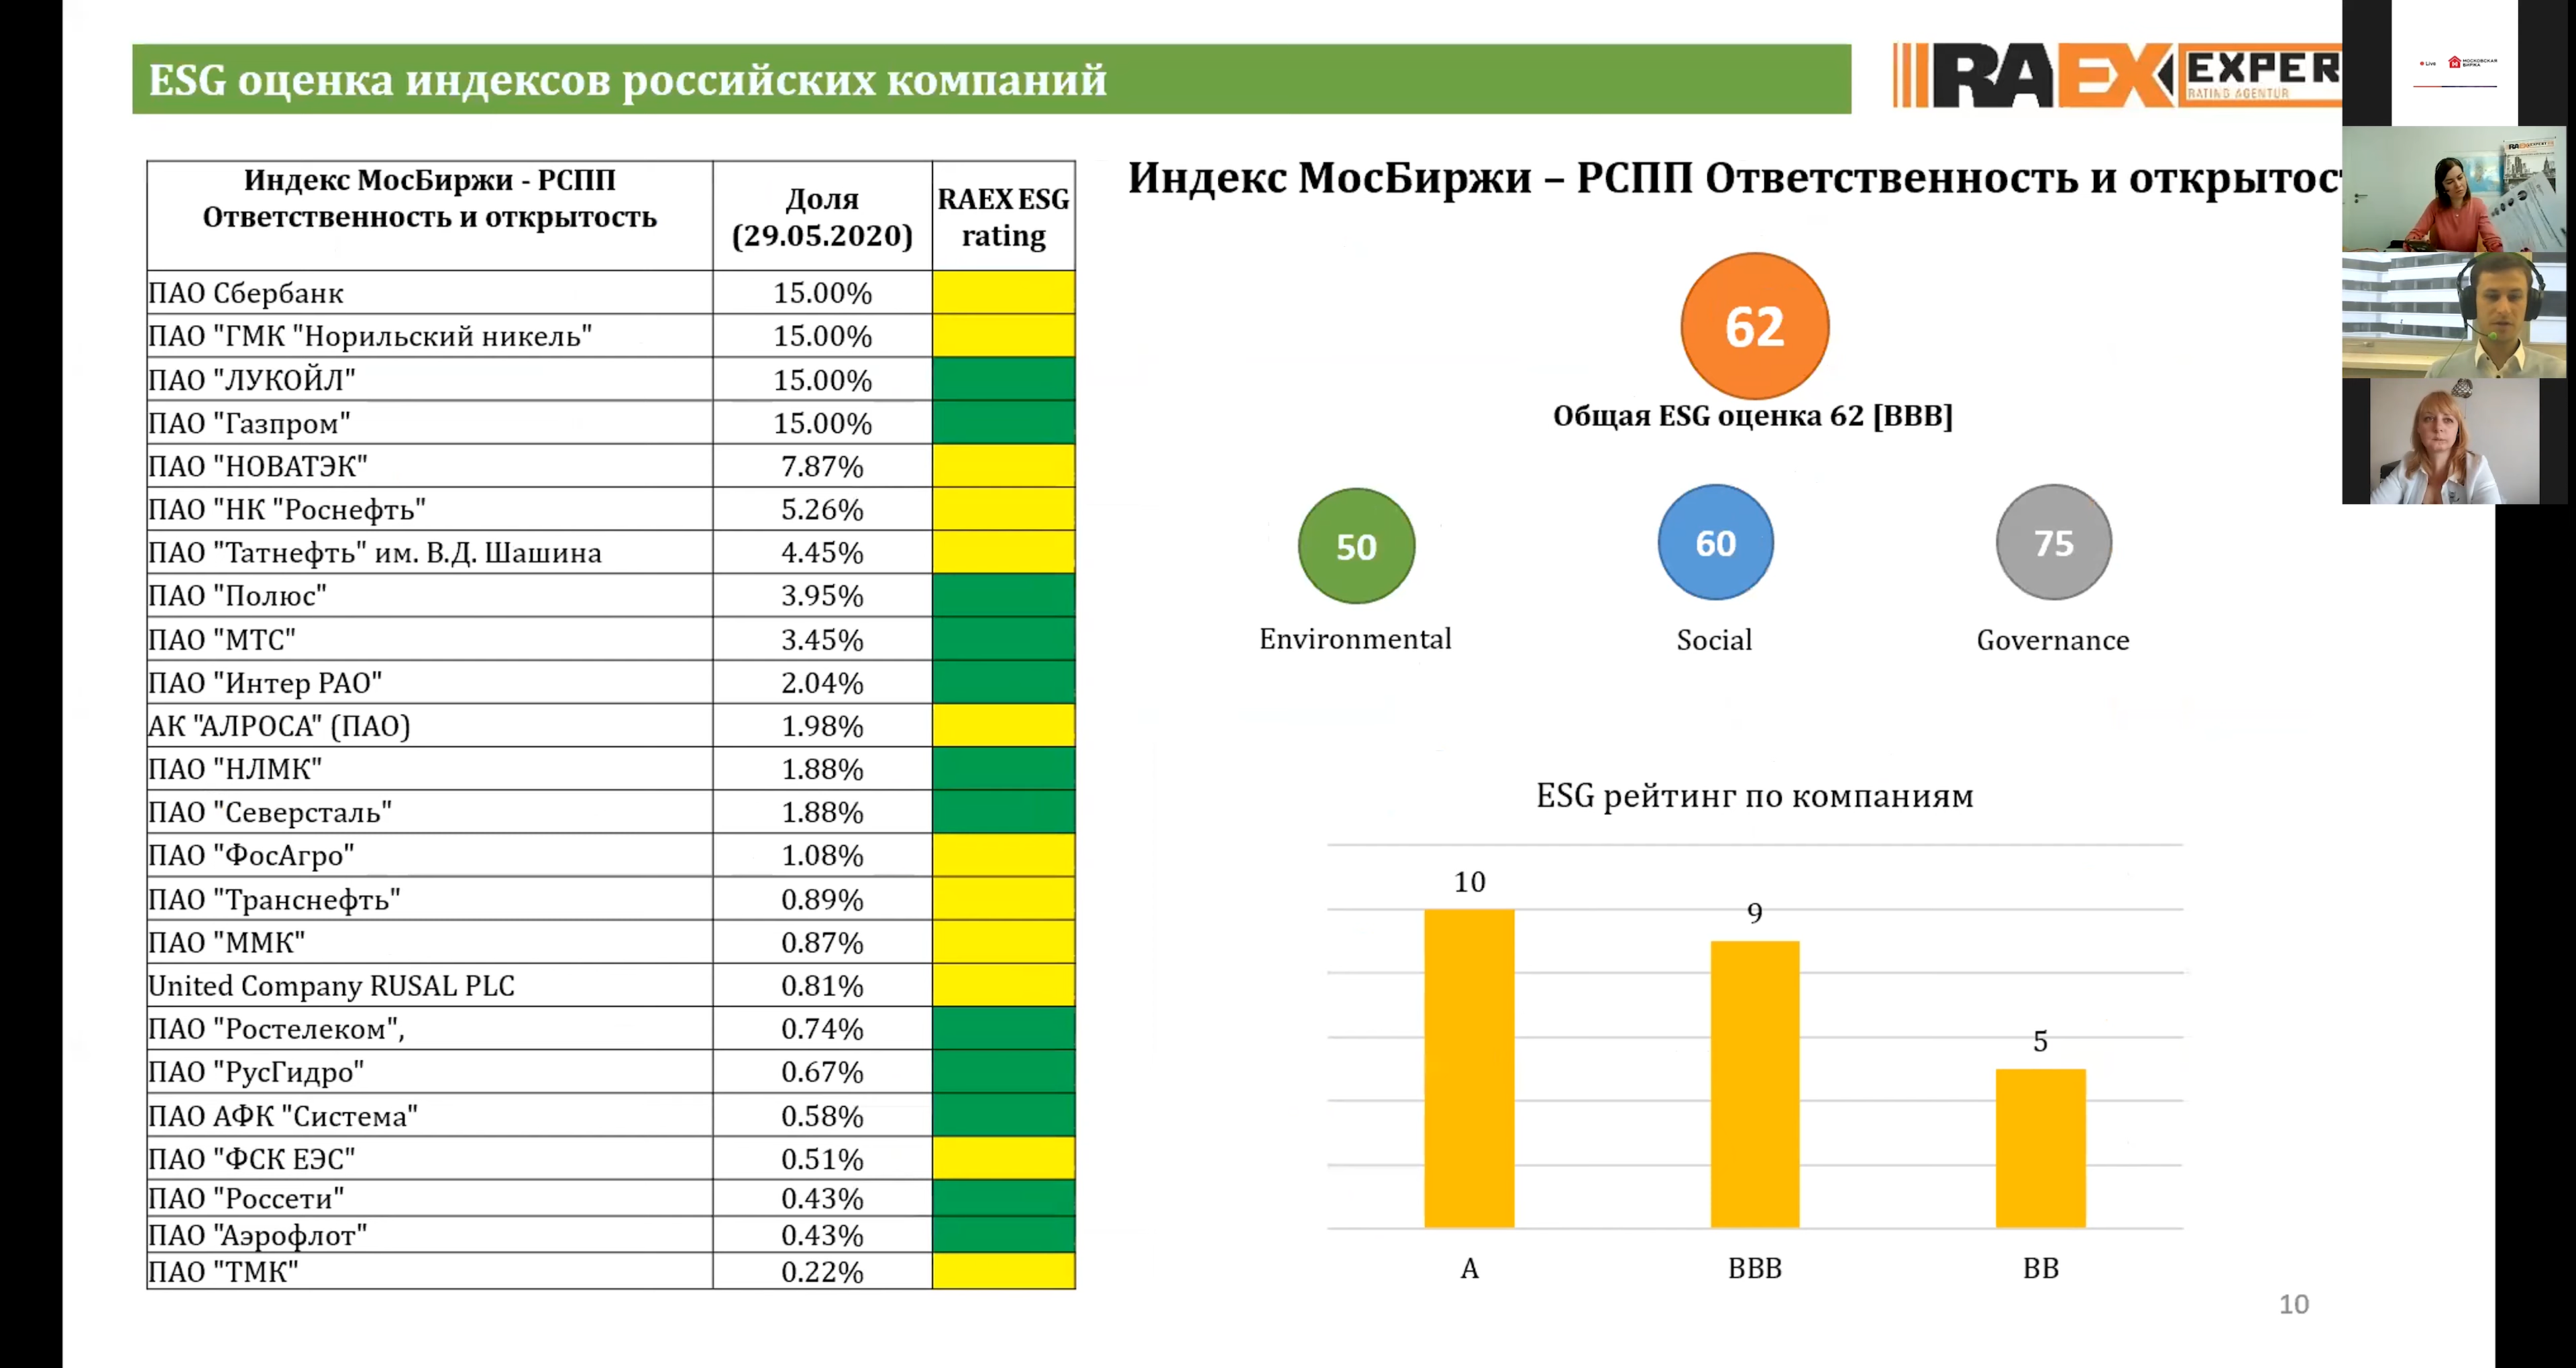 ESG оценка индексов российских компаний
RAEX EXPER
RATING AGENTUR
Live МОСКОВСКАЯ БИРЖА
Индекс МосБиржи - РСПП
Ответственность и открытость
Доля
(29.05.2020)
RAEX ESG
rating
ПАО Сбербанк 15.00%
ПАО "ГМК "Норильский никель" 15.00%
ПАО "ЛУКОЙЛ" 15.00%
ПАО "Газпром" 15.00%
ПАО "НОВАТЭК" 7.87%
ПАО "НК "Роснефть" 5.26%
ПАО "Татнефть" им. В.Д. Шашина 4.45%
ПАО "Полюс" 3.95%
ПАО "МТС" 3.45%
ПАО "Интер РАО" 2.04%
АК "АЛРОСА" (ПАО) 1.98%
ПАО "НЛМК" 1.88%
ПАО "Северсталь" 1.88%
ПАО "ФосАгро" 1.08%
ПАО "Транснефть" 0.89%
ПАО "ММК" 0.87%
United Company RUSAL PLC 0.81%
ПАО "Ростелеком", 0.74%
ПАО "РусГидро" 0.67%
ПАО АФК "Система" 0.58%
ПАО "ФСК ЕЭС" 0.51%
ПАО "Россети" 0.43%
ПАО "Аэрофлот" 0.43%
ПАО "ТМК" 0.22%
Индекс МосБиржи – РСПП Ответственность и открытос
62
Общая ESG оценка 62 [BBB]
50 60 75
Environmental Social Governance
ESG рейтинг по компаниям
10
9
5
A BBB BB
10